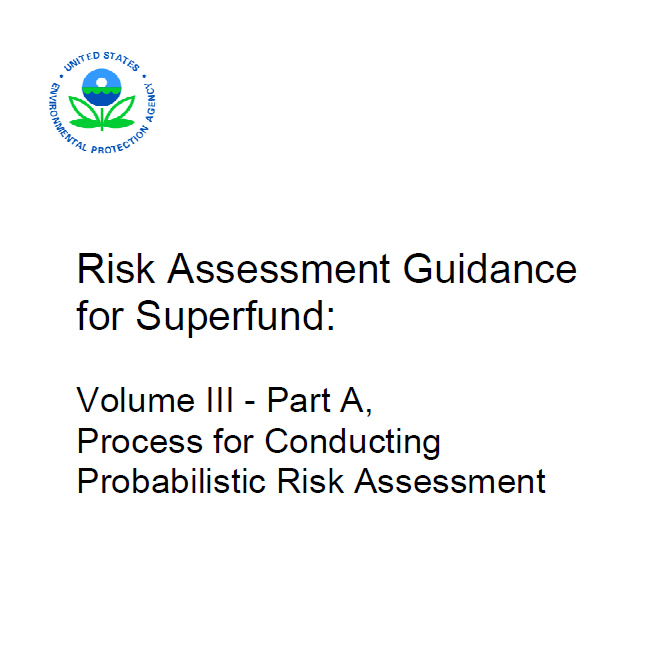 UNITED STATES
ENVIRONMENTAL PROTECTION AGENCY
Risk Assessment Guidance
for Superfund:
Volume III - Part A,
Process for Conducting
Probabilistic Risk Assessment